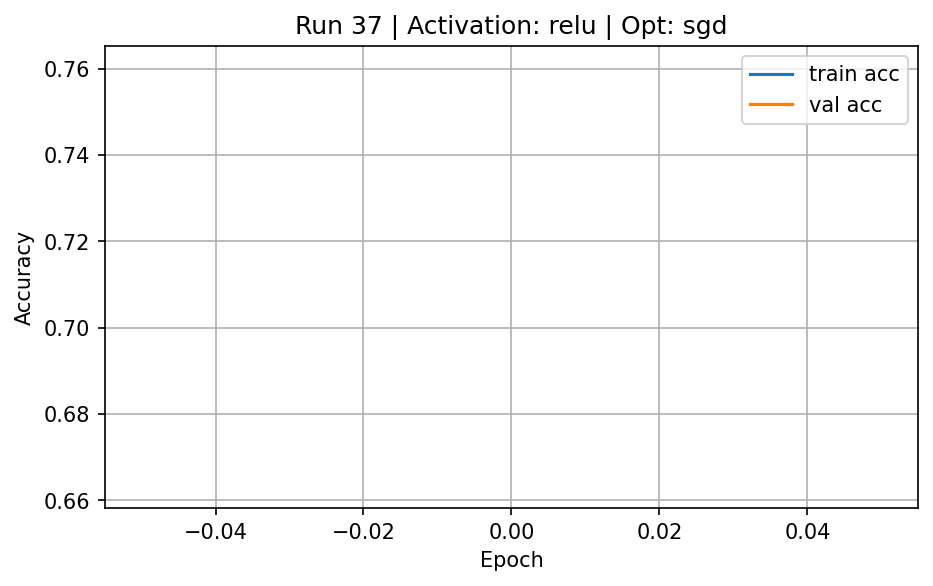 Run 37 | Activation: relu | Opt: sgd
train acc
val acc
0.76
0.74
0.72
0.70
0.68
0.66
Accuracy
−0.04
−0.02
0.00
0.02
0.04
Epoch